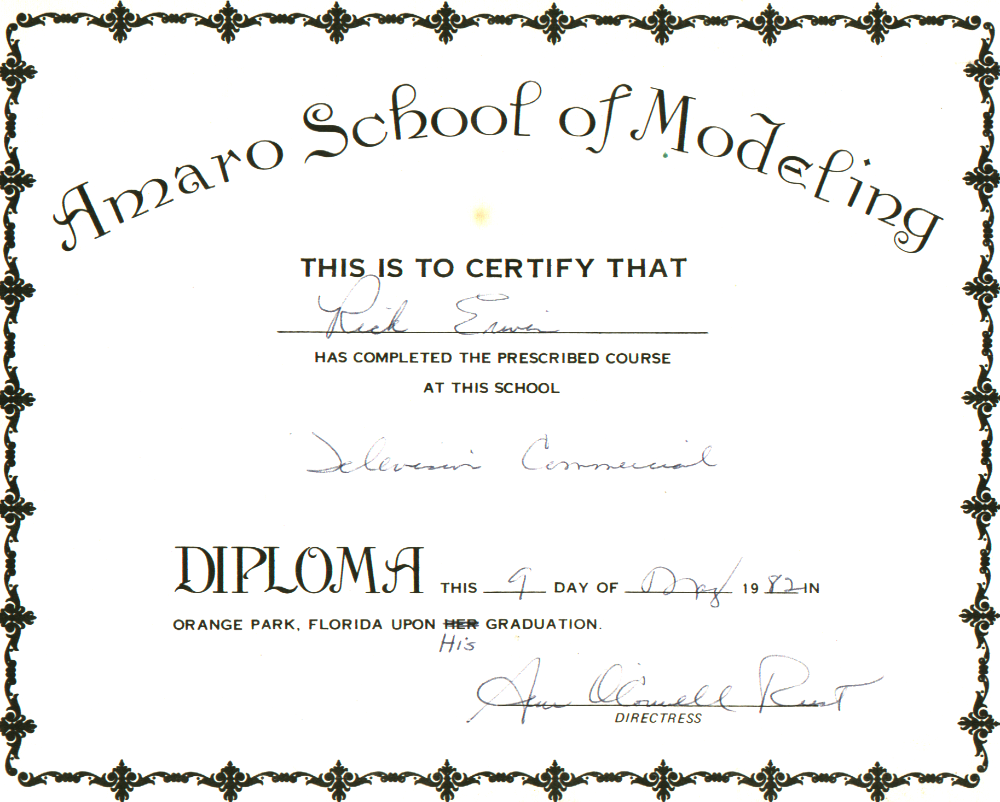 Amaro School of Modeling
THIS IS TO CERTIFY THAT
Rick Erwin
HAS COMPLETED THE PRESCRIBED COURSE
AT THIS SCHOOL
Television Commercial
DIPLOMA THIS 9 DAY OF May 1982 IN
ORANGE PARK, FLORIDA UPON HER GRADUATION.
His
Ann O'Connell Rust
DIRECTRESS